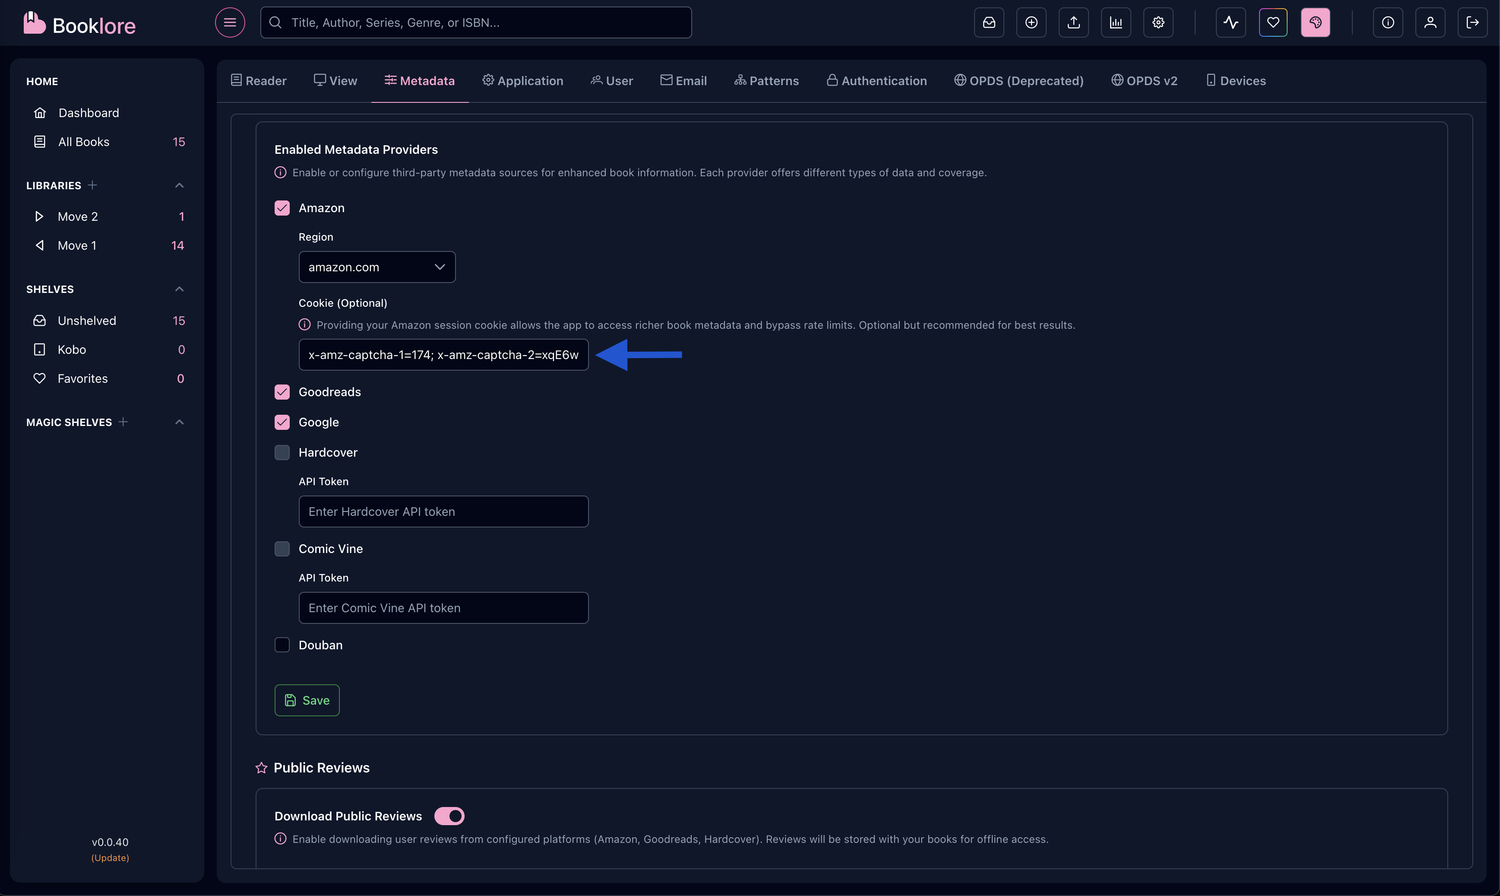 Booklore
Title, Author, Series, Genre, or ISBN...
HOME
Dashboard
All Books 15
LIBRARIES
Move 2 1
Move 1 14
SHELVES
Unshelved 15
Kobo 0
Favorites 0
MAGIC SHELVES
v0.0.40
(Update)
Reader View Metadata Application User Email Patterns Authentication OPDS (Deprecated) OPDS v2 Devices
Enabled Metadata Providers
Enable or configure third-party metadata sources for enhanced book information. Each provider offers different types of data and coverage.
Amazon
Region
amazon.com
Cookie (Optional)
Providing your Amazon session cookie allows the app to access richer book metadata and bypass rate limits. Optional but recommended for best results.
x-amz-captcha-1=174; x-amz-captcha-2=xqE6w
Goodreads
Google
Hardcover
API Token
Enter Hardcover API token
Comic Vine
API Token
Enter Comic Vine API token
Douban
Save
Public Reviews
Download Public Reviews
Enable downloading user reviews from configured platforms (Amazon, Goodreads, Hardcover). Reviews will be stored with your books for offline access.